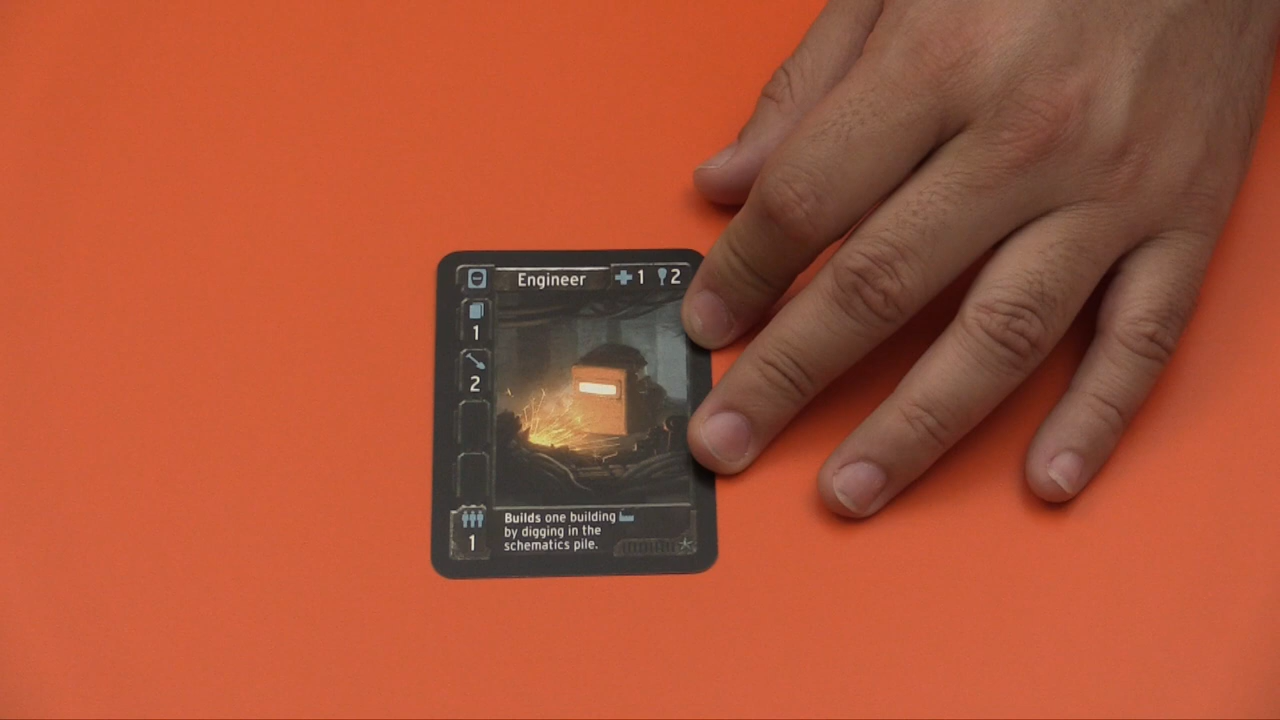 Engineer 1 2
1
2
1
Builds one building
by digging in the
schematics pile.